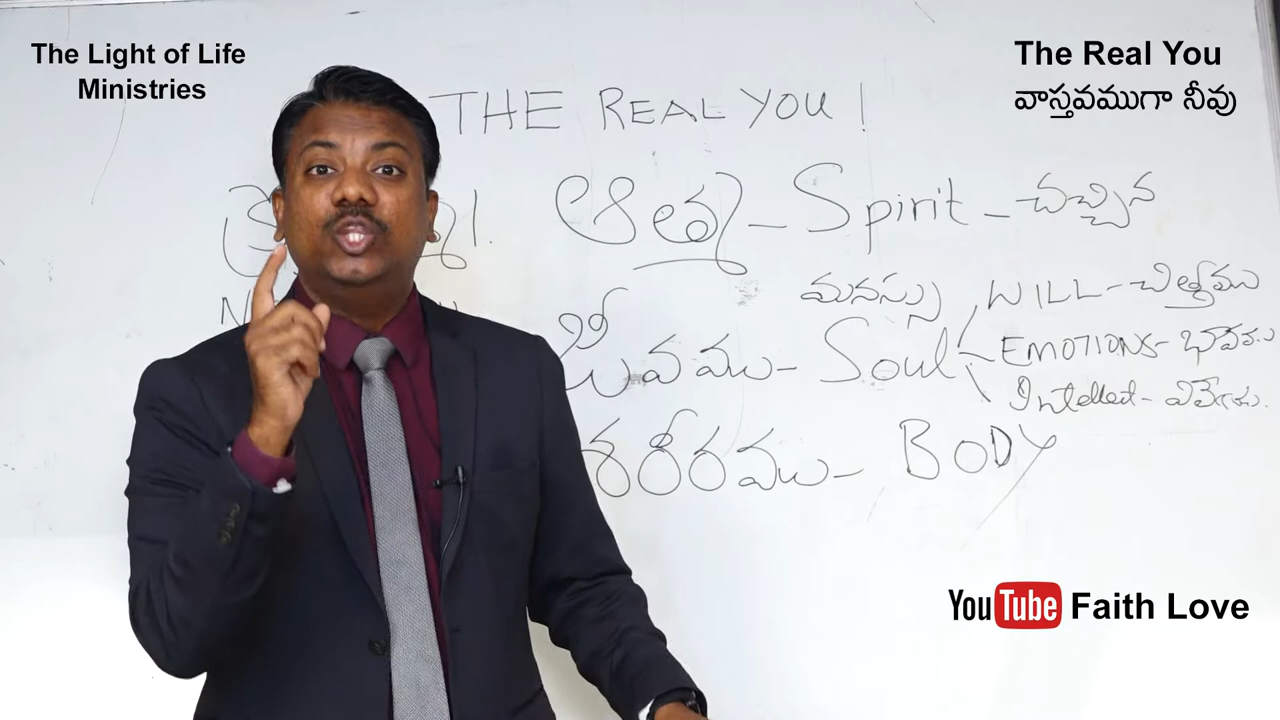 The Light of Life
Ministries
The Real You
వాస్తవముగా నీవు
THE REAL YOU !
ఆత్మ - Spirit - చచ్చిన
మనస్సు
WILL - చిత్తము
జీవము - Soul
EMOTIONS - భావము
Intellect - వివేకము.
శరీరము - BODY
YouTube Faith Love